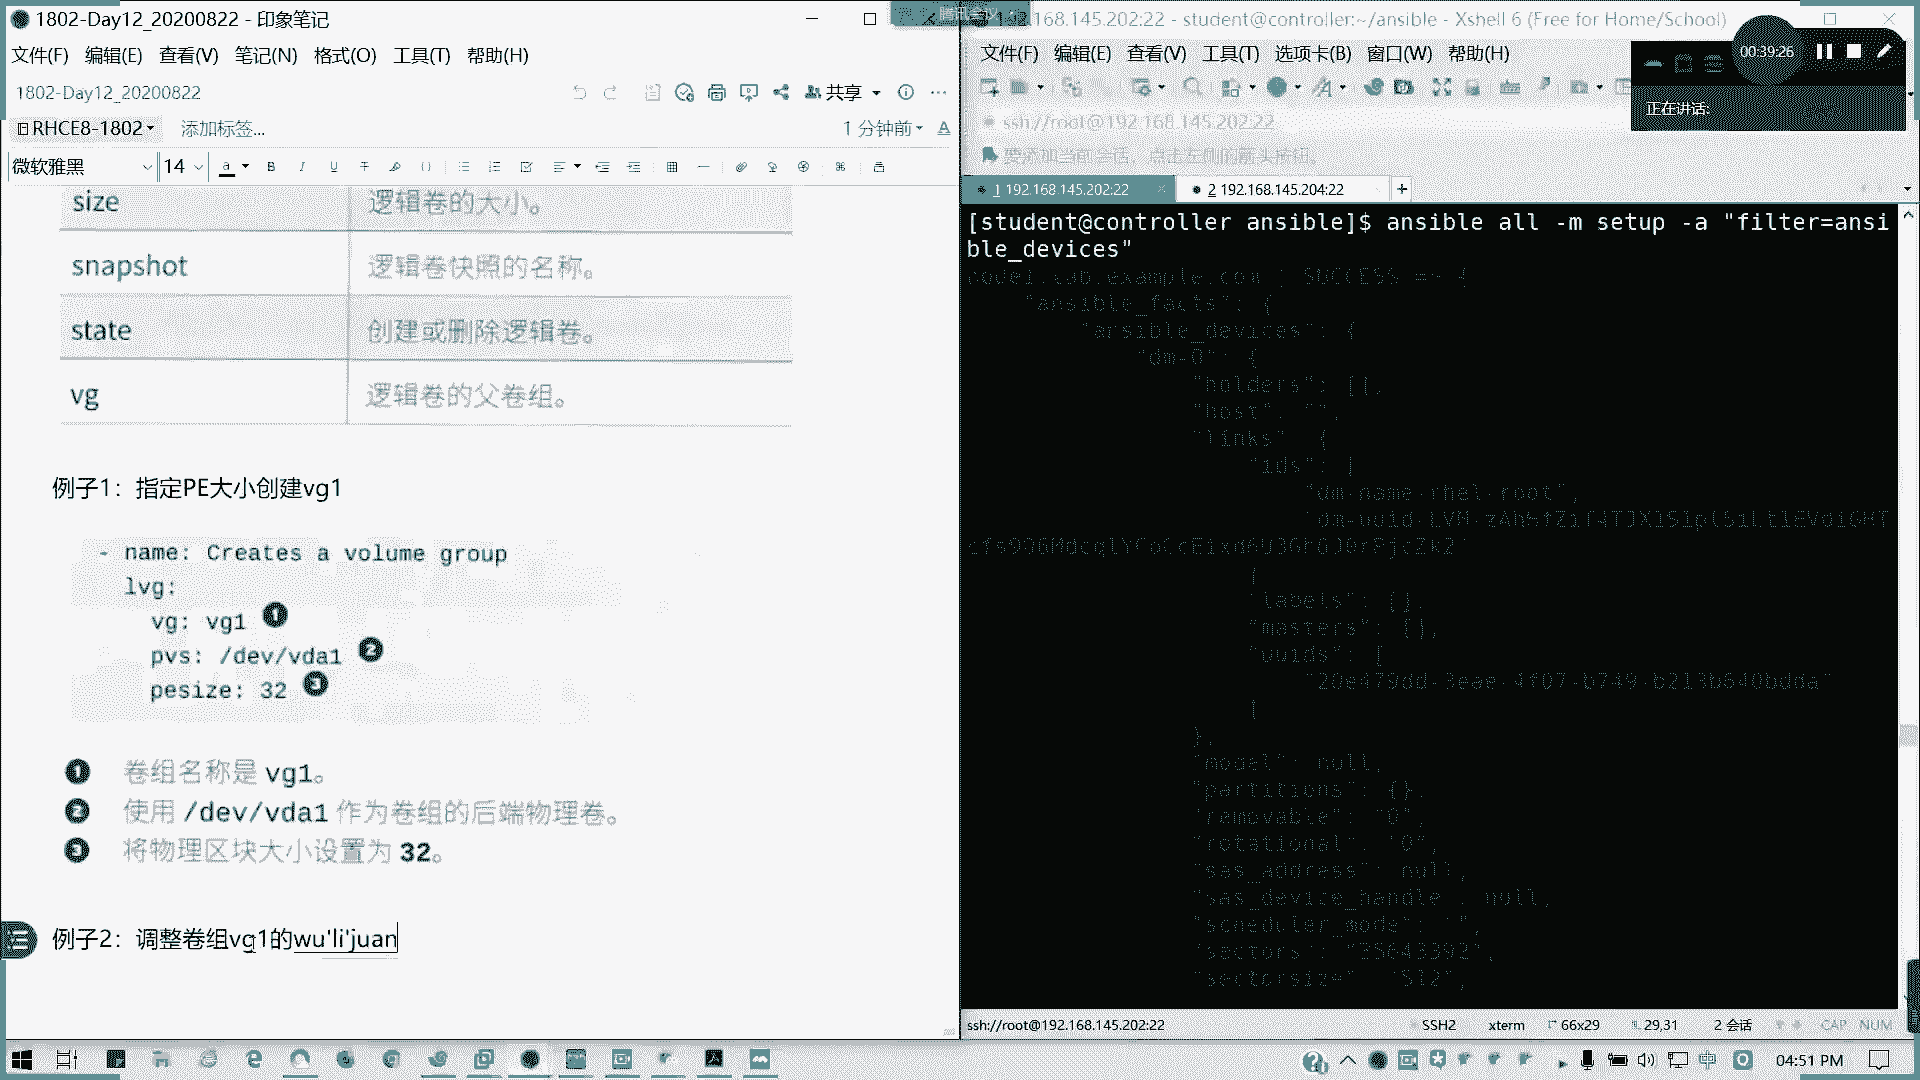 1802-Day12_20200822 - 印象笔记
文件(F) 编辑(E) 查看(V) 笔记(N) 格式(O) 工具(T) 帮助(H)
1802-Day12_20200822
共享
RHCE8-1802
添加标签...
1 分钟前
微软雅黑 14
size 逻辑卷的大小。
snapshot 逻辑卷快照的名称。
state 创建或删除逻辑卷。
vg 逻辑卷的父卷组。
例子1：指定PE大小创建vg1
- name: Creates a volume group
lvg:
vg: vg1 ❶
pvs: /dev/vda1 ❷
pesize: 32 ❸
❶ 卷组名称是 vg1。
❷ 使用 /dev/vda1 作为卷组的后端物理卷。
❸ 将物理区块大小设置为 32。
例子2：调整卷组vg1的wu'li'juan
腾讯会议
.168.145.202:22 - student@controller:~/ansible - Xshell 6 (Free for Home/School)
文件(F) 编辑(E) 查看(V) 工具(T) 选项卡(B) 窗口(W) 帮助(H)
00:39:26
正在讲话:
ssh://root@192.168.145.202:22
要添加当前会话，点击左侧的箭头按钮。
1 192.168.145.202:22
2 192.168.145.204:22
[student@controller ansible]$ ansible all -m setup -a "filter=ansi
ble_devices"
node1.lab.example.com | SUCCESS => {
"ansible_facts": {
"ansible_devices": {
"dm-0": {
"holders": [],
"host": "",
"links": {
"ids": [
"dm-name-rhel-root",
],
"labels": [],
"masters": [],
"uuids": [
"20e479dd-3eae-4f07-b749-b213b640bdda"
]
},
"model": null,
"partitions": {},
"removable": "0",
"rotational": "0",
"sas_address": null,
"sas_device_handle": null,
"scheduler_mode": "",
"sectors": "35643392",
"sectorsize": "512",
ssh://root@192.168.145.202:22
SSH2 xterm 66x29 29,31 2 会话 CAP NUM
中
04:51 PM